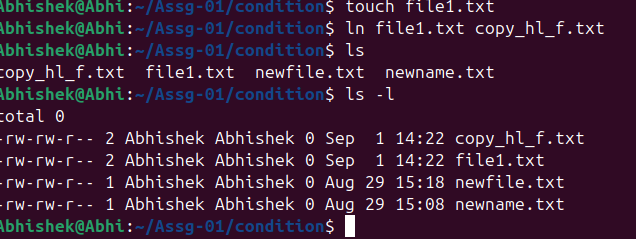 Abhishek@Abhi:~/Assg-01/condition$ touch file1.txt
Abhishek@Abhi:~/Assg-01/condition$ ln file1.txt copy_hl_f.txt
Abhishek@Abhi:~/Assg-01/condition$ ls
copy_hl_f.txt  file1.txt  newfile.txt  newname.txt
Abhishek@Abhi:~/Assg-01/condition$ ls -l
total 0
-rw-rw-r-- 2 Abhishek Abhishek 0 Sep  1 14:22 copy_hl_f.txt
-rw-rw-r-- 2 Abhishek Abhishek 0 Sep  1 14:22 file1.txt
-rw-rw-r-- 1 Abhishek Abhishek 0 Aug 29 15:18 newfile.txt
-rw-rw-r-- 1 Abhishek Abhishek 0 Aug 29 15:08 newname.txt
Abhishek@Abhi:~/Assg-01/condition$